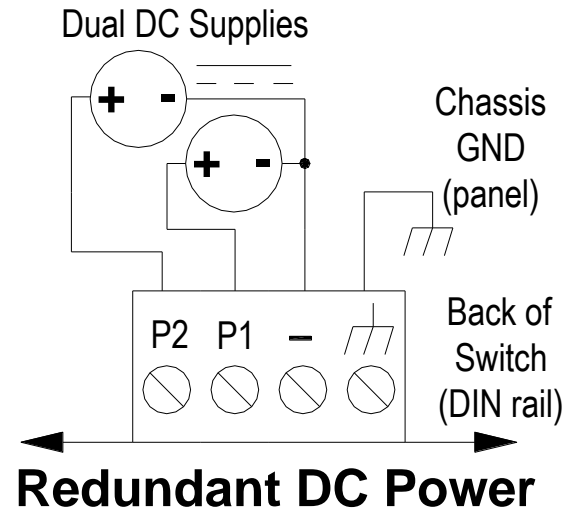 Dual DC Supplies
+ -
+ -
Chassis
GND
(panel)
P2 P1 –
Back of
Switch
(DIN rail)
Redundant DC Power